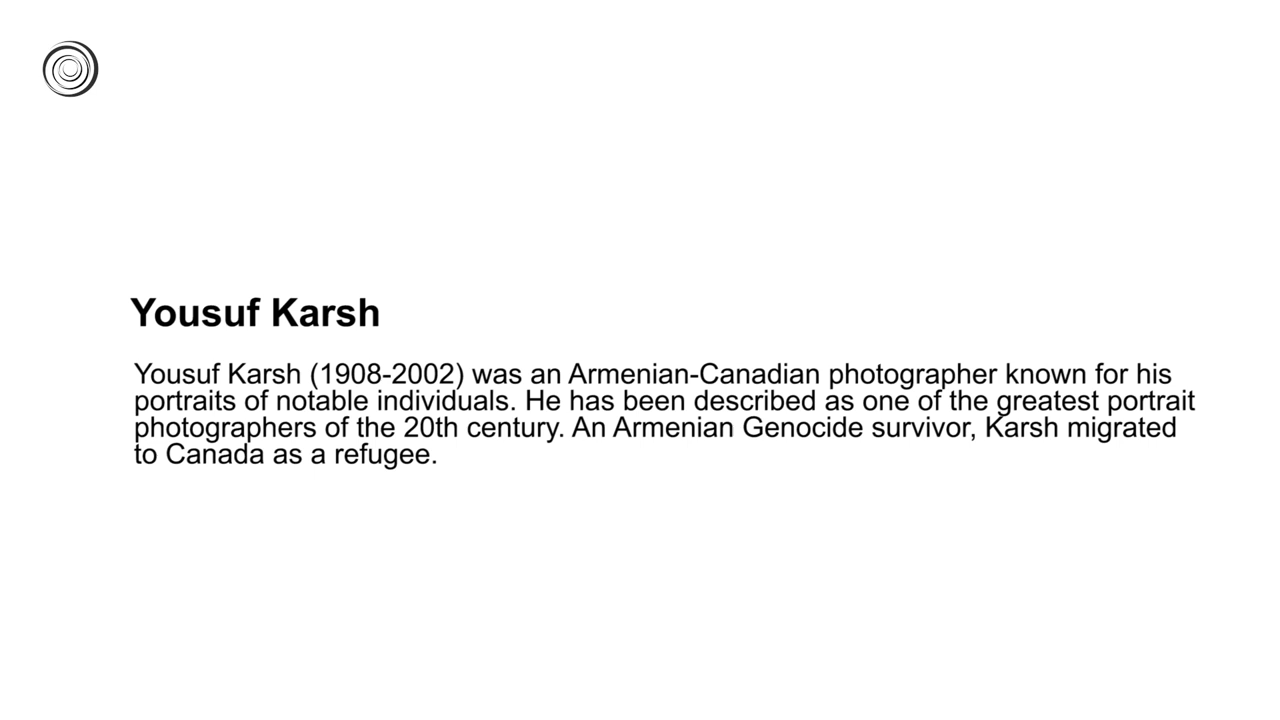 Yousuf Karsh
Yousuf Karsh (1908-2002) was an Armenian-Canadian photographer known for his
portraits of notable individuals. He has been described as one of the greatest portrait
photographers of the 20th century. An Armenian Genocide survivor, Karsh migrated
to Canada as a refugee.